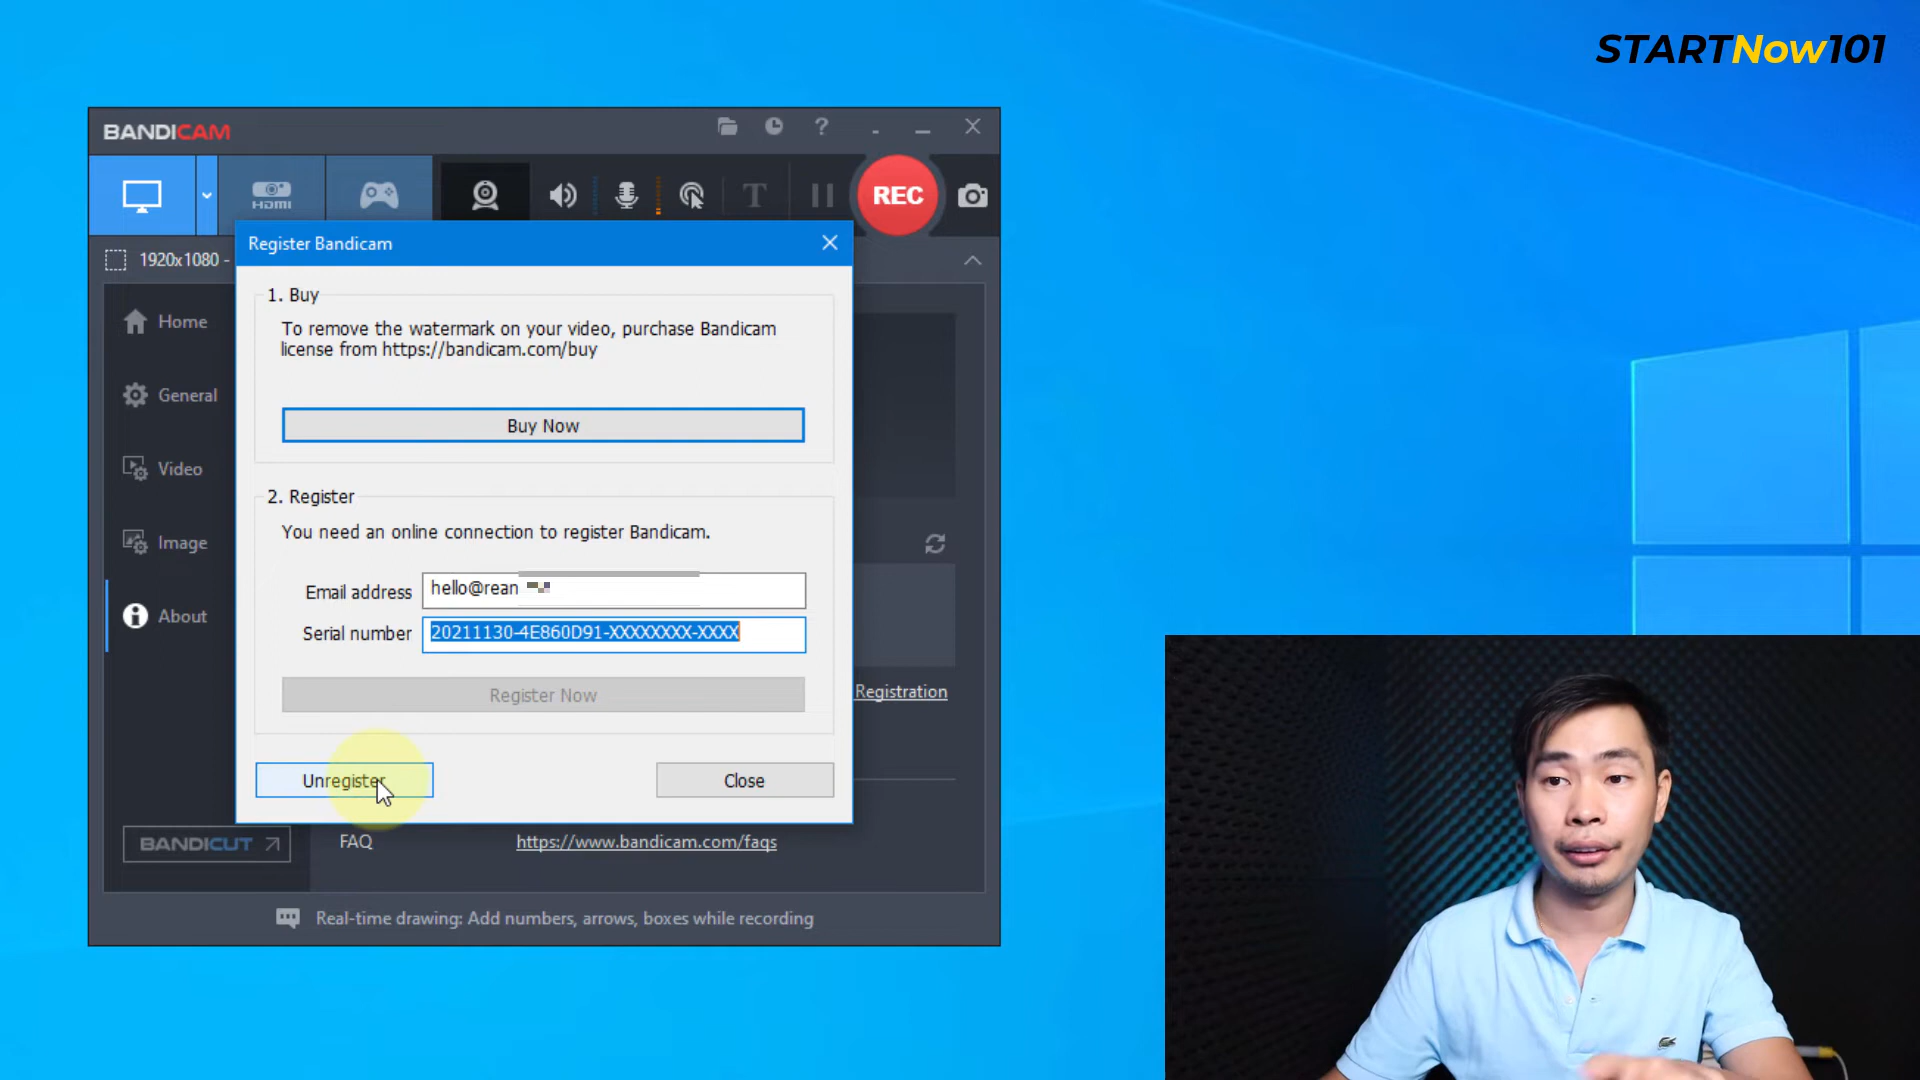 STARTNow101
BANDICAM
HDMI
T
REC
1920x1080 -
Register Bandicam
1. Buy
To remove the watermark on your video, purchase Bandicam
license from https://bandicam.com/buy
Buy Now
2. Register
You need an online connection to register Bandicam.
Email address
hello@rean
Serial number
20211130-4E860D91-XXXXXXXX-XXXX
Register Now
Unregister
Close
Home
General
Video
Image
About
Registration
BANDICUT
FAQ
https://www.bandicam.com/faqs
Real-time drawing: Add numbers, arrows, boxes while recording